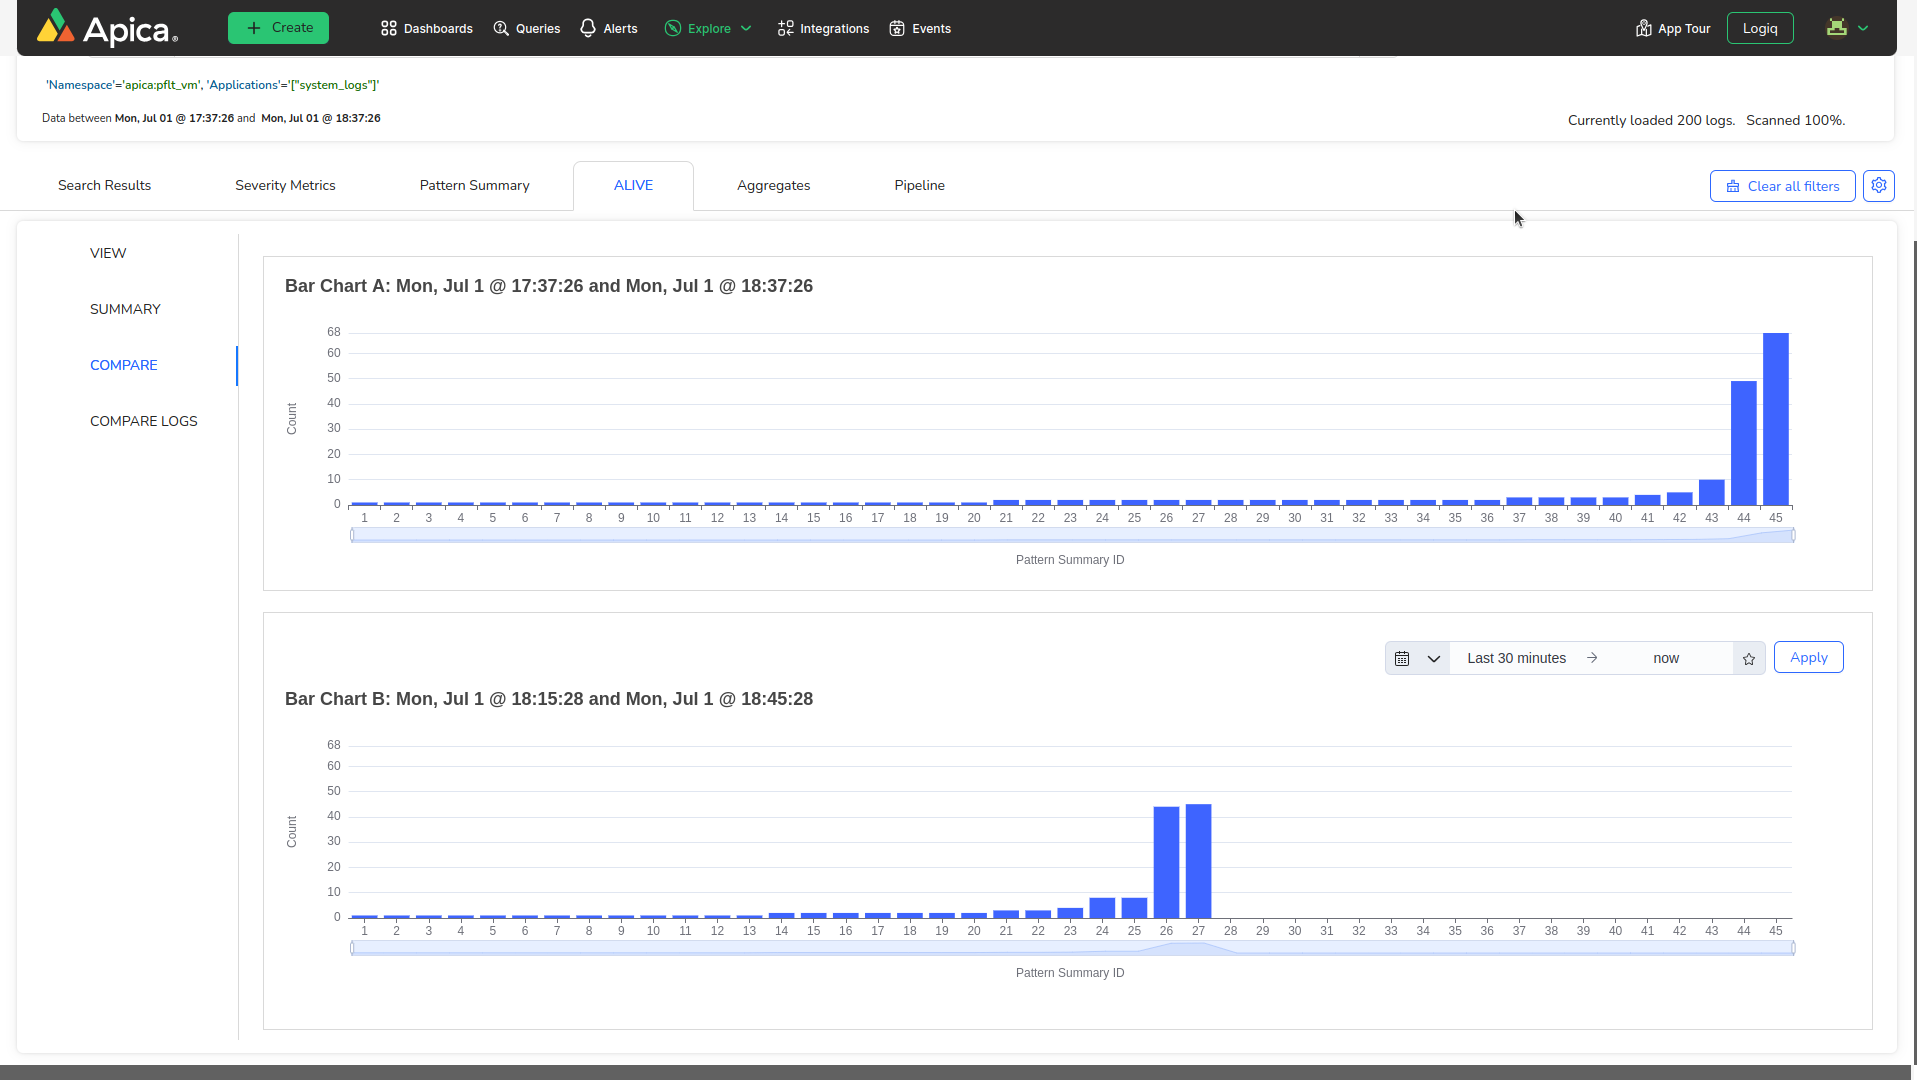 Apica.
Create
Dashboards
Queries
Alerts
Explore
Integrations
Events
App Tour
Logiq
'Namespace'='apica:pflt_vm', 'Applications'='["system_logs"]'
Data between Mon, Jul 01 @ 17:37:26 and Mon, Jul 01 @ 18:37:26
Currently loaded 200 logs. Scanned 100%.
Search Results
Severity Metrics
Pattern Summary
ALIVE
Aggregates
Pipeline
Clear all filters
VIEW
SUMMARY
COMPARE
COMPARE LOGS
Bar Chart A: Mon, Jul 1 @ 17:37:26 and Mon, Jul 1 @ 18:37:26
68
60
50
40
30
20
10
0
Count
1 2 3 4 5 6 7 8 9 10 11 12 13 14 15 16 17 18 19 20 21 22 23 24 25 26 27 28 29 30 31 32 33 34 35 36 37 38 39 40 41 42 43 44 45
Pattern Summary ID
Last 30 minutes
now
Apply
Bar Chart B: Mon, Jul 1 @ 18:15:28 and Mon, Jul 1 @ 18:45:28
68
60
50
40
30
20
10
0
Count
1 2 3 4 5 6 7 8 9 10 11 12 13 14 15 16 17 18 19 20 21 22 23 24 25 26 27 28 29 30 31 32 33 34 35 36 37 38 39 40 41 42 43 44 45
Pattern Summary ID